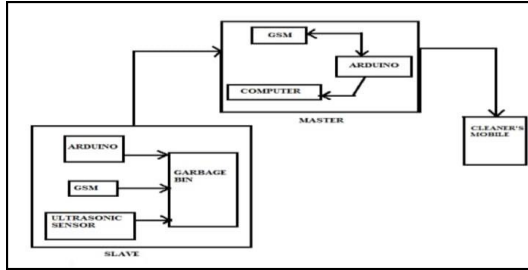 GSM
ARDUINO
COMPUTER
MASTER
CLEANER'S
MOBILE
ARDUINO
GARBAGE
BIN
GSM
ULTRASONIC
SENSOR
SLAVE